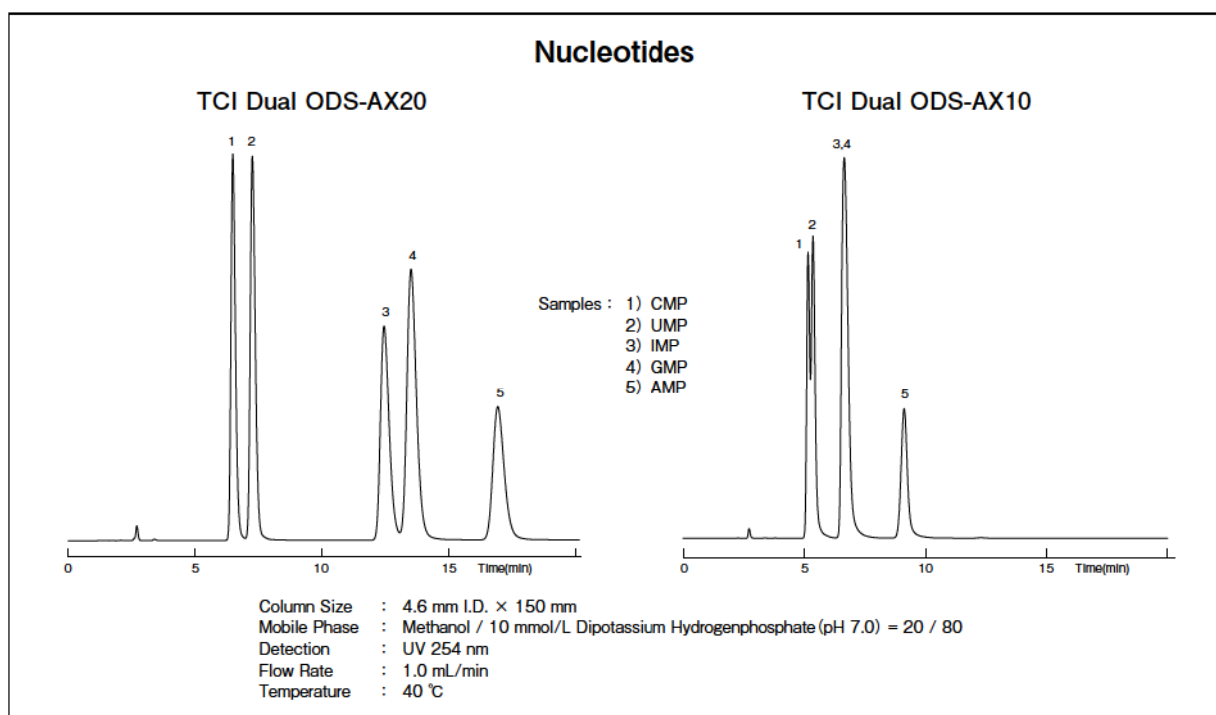 Nucleotides
TCI Dual ODS-AX20
1 2
3
4
5
0 5 10 15 Time(min)
TCI Dual ODS-AX10
1
2
3,4
5
0 5 10 15 Time(min)
Samples : 1) CMP
2) UMP
3) IMP
4) GMP
5) AMP
Column Size : 4.6 mm I.D. × 150 mm
Mobile Phase : Methanol / 10 mmol/L Dipotassium Hydrogenphosphate (pH 7.0) = 20 / 80
Detection : UV 254 nm
Flow Rate : 1.0 mL/min
Temperature : 40 ℃